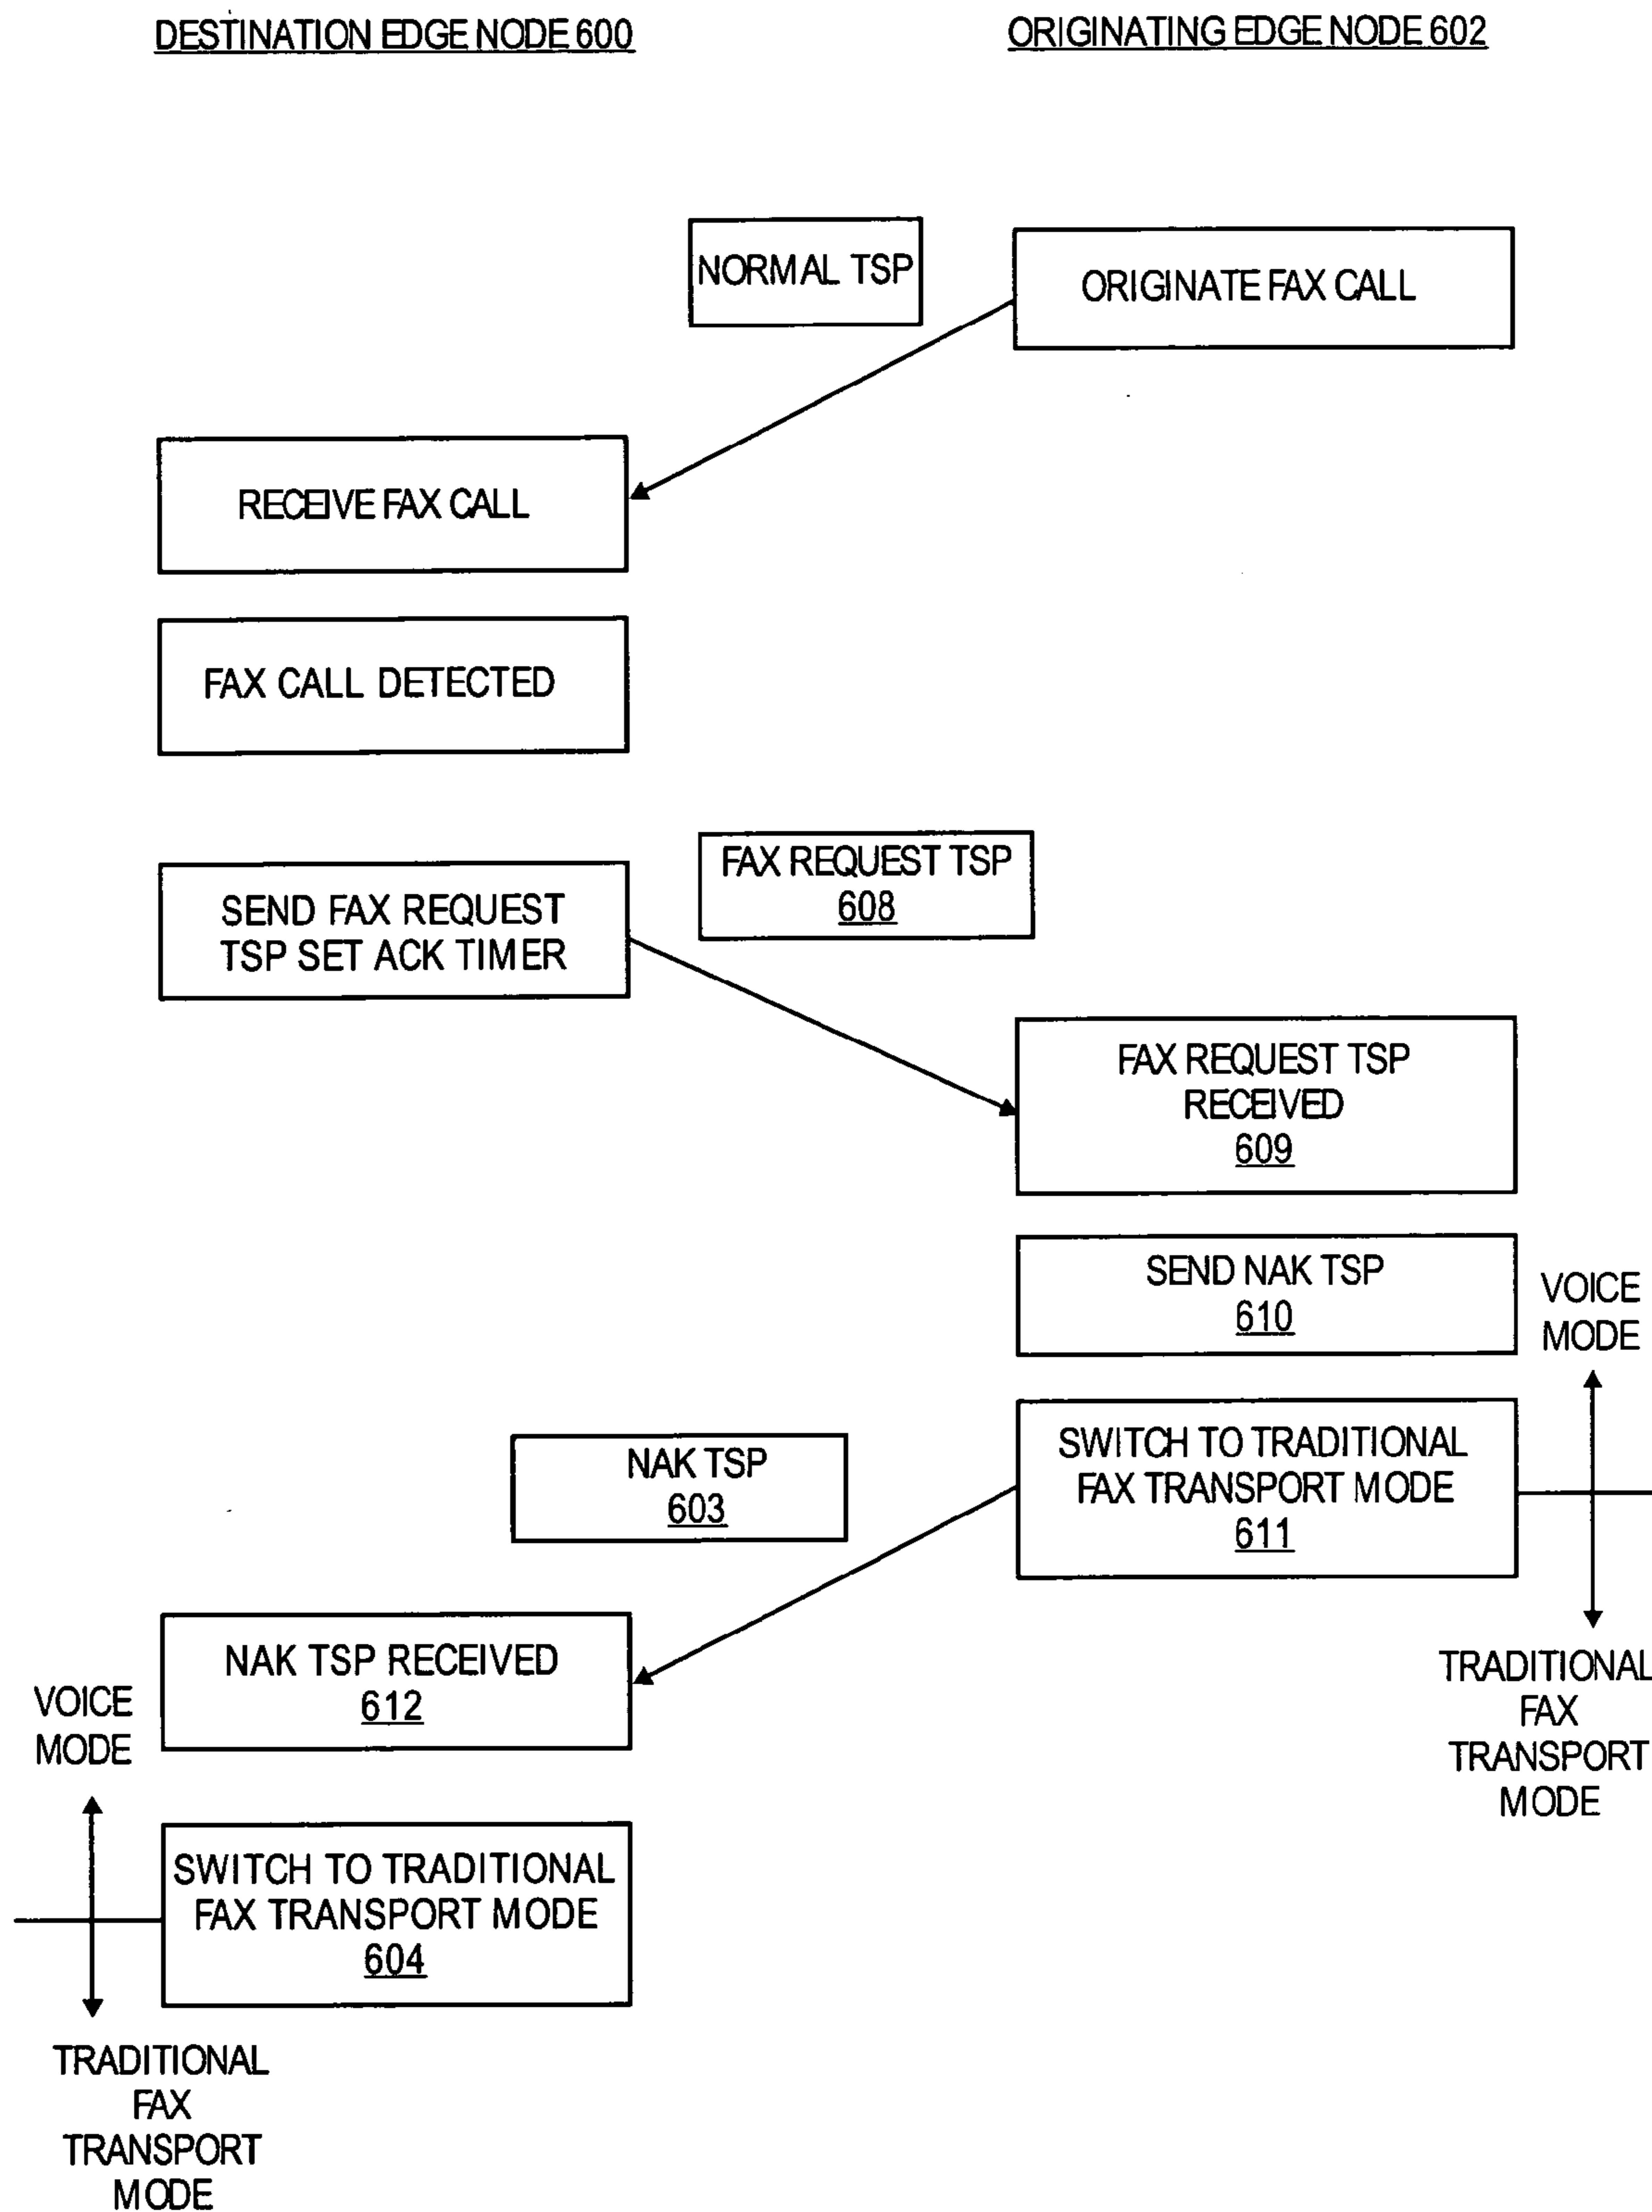 DESTINATION EDGE NODE 600
ORIGINATING EDGE NODE 602
NORMAL TSP
ORIGINATE FAX CALL
RECEIVE FAX CALL
FAX CALL DETECTED
SEND FAX REQUEST
TSP SET ACK TIMER
FAX REQUEST TSP
608
FAX REQUEST TSP
RECEIVED
609
SEND NAK TSP
610
VOICE
MODE
SWITCH TO TRADITIONAL
FAX TRANSPORT MODE
611
NAK TSP
603
TRADITIONAL
FAX
TRANSPORT
MODE
NAK TSP RECEIVED
612
VOICE
MODE
SWITCH TO TRADITIONAL
FAX TRANSPORT MODE
604
TRADITIONAL
FAX
TRANSPORT
MODE